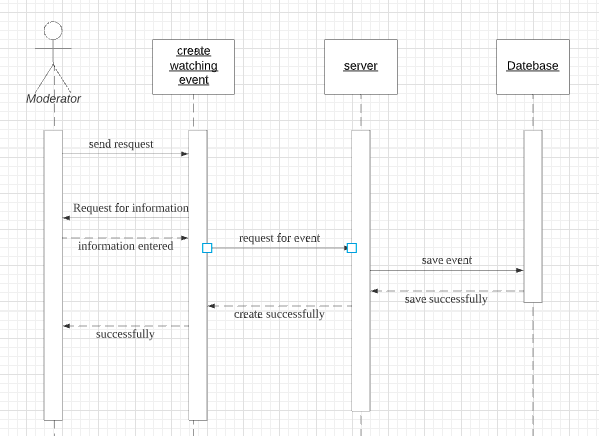 create
watching
event
server
Datebase
Moderator
send resquest
Request for information
information entered
request for event
save event
save successfully
create successfully
successfully